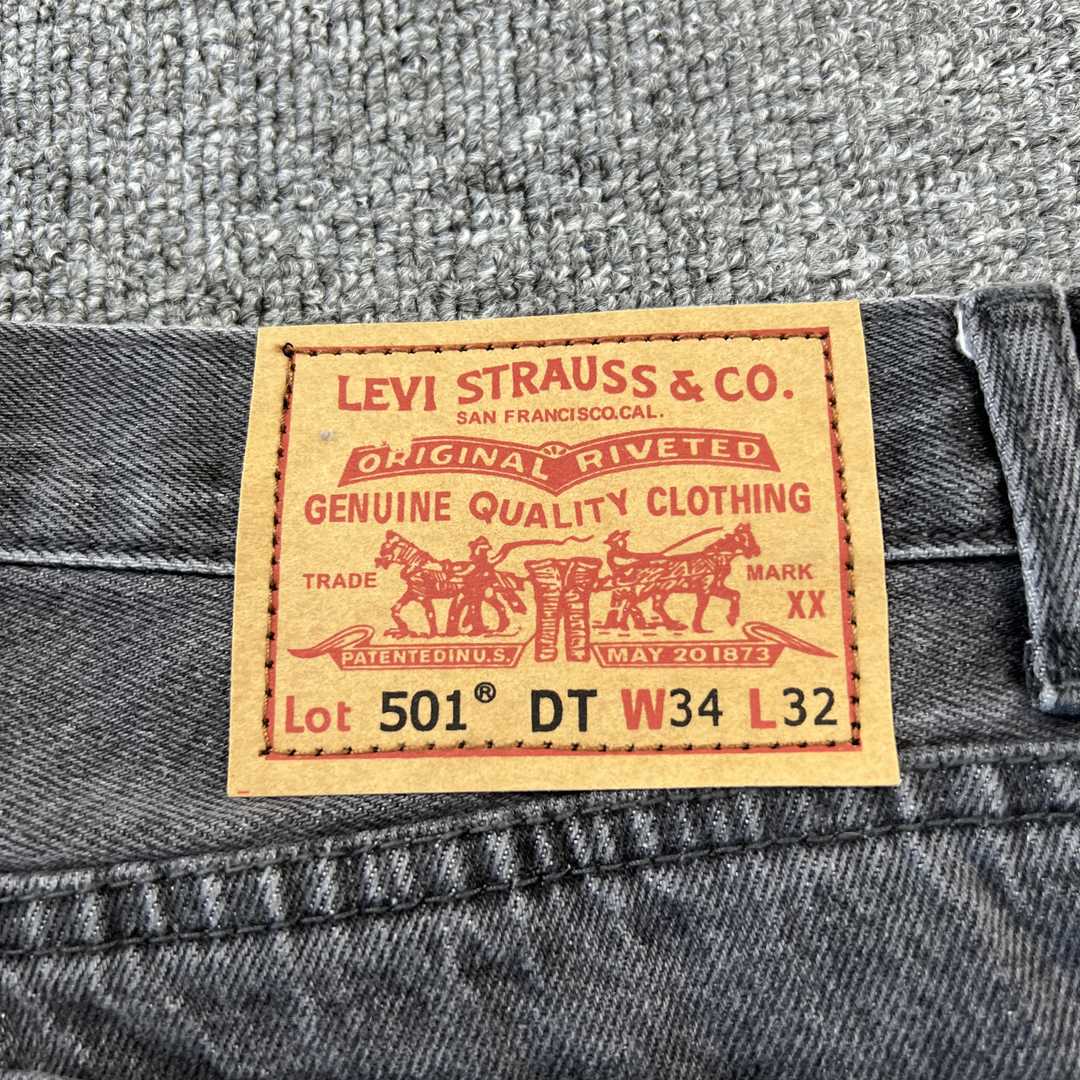 LEVI STRAUSS & CO.
SAN FRANCISCO.CAL.
ORIGINAL RIVETED
GENUINE QUALITY CLOTHING
TRADE MARK
XX
PATENTEDINU.S. MAY 201873
Lot 501® DT W34 L32